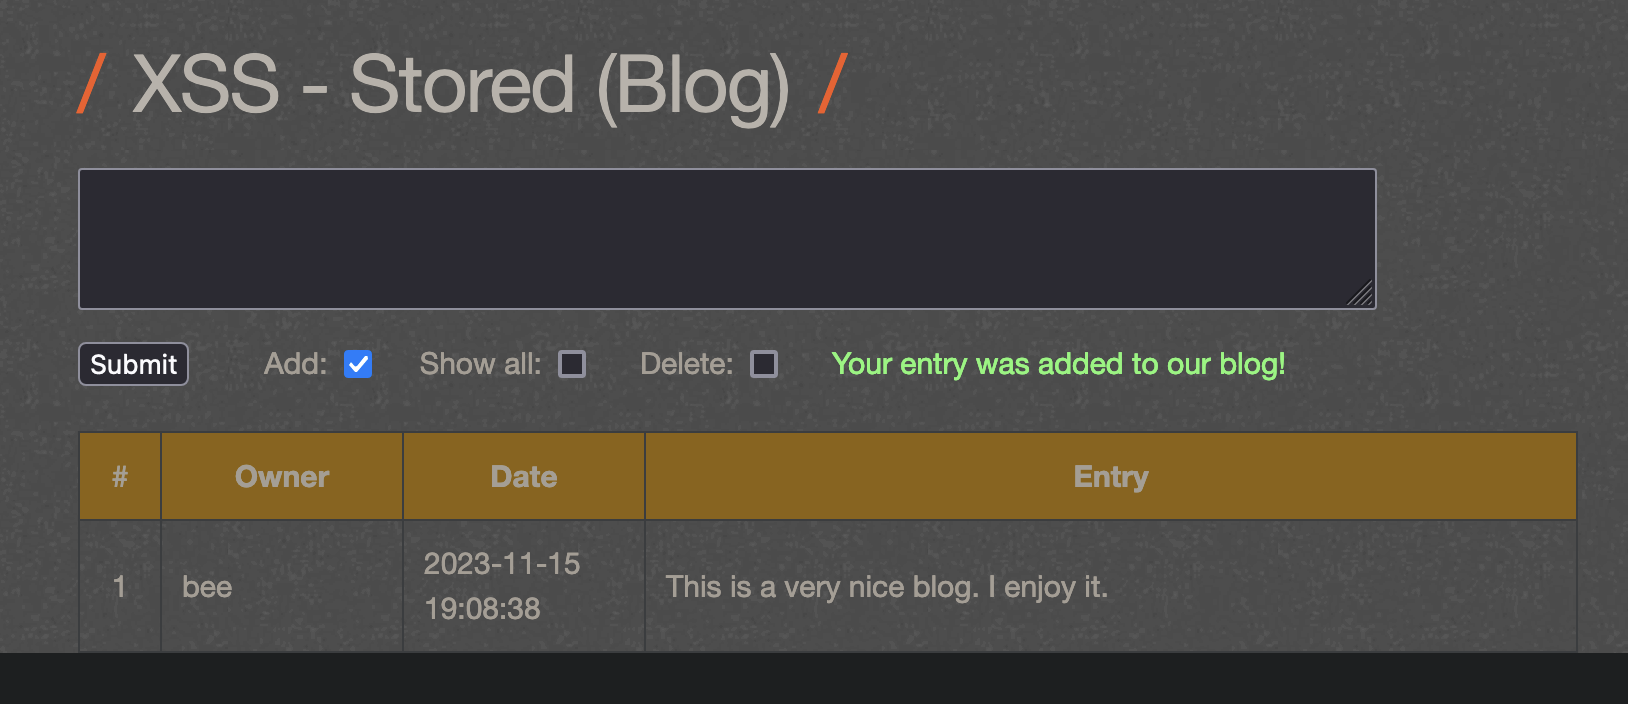 / XSS - Stored (Blog) /
Submit Add: Show all: Delete: Your entry was added to our blog!
# Owner Date Entry
1 bee 2023-11-15 19:08:38 This is a very nice blog. I enjoy it.